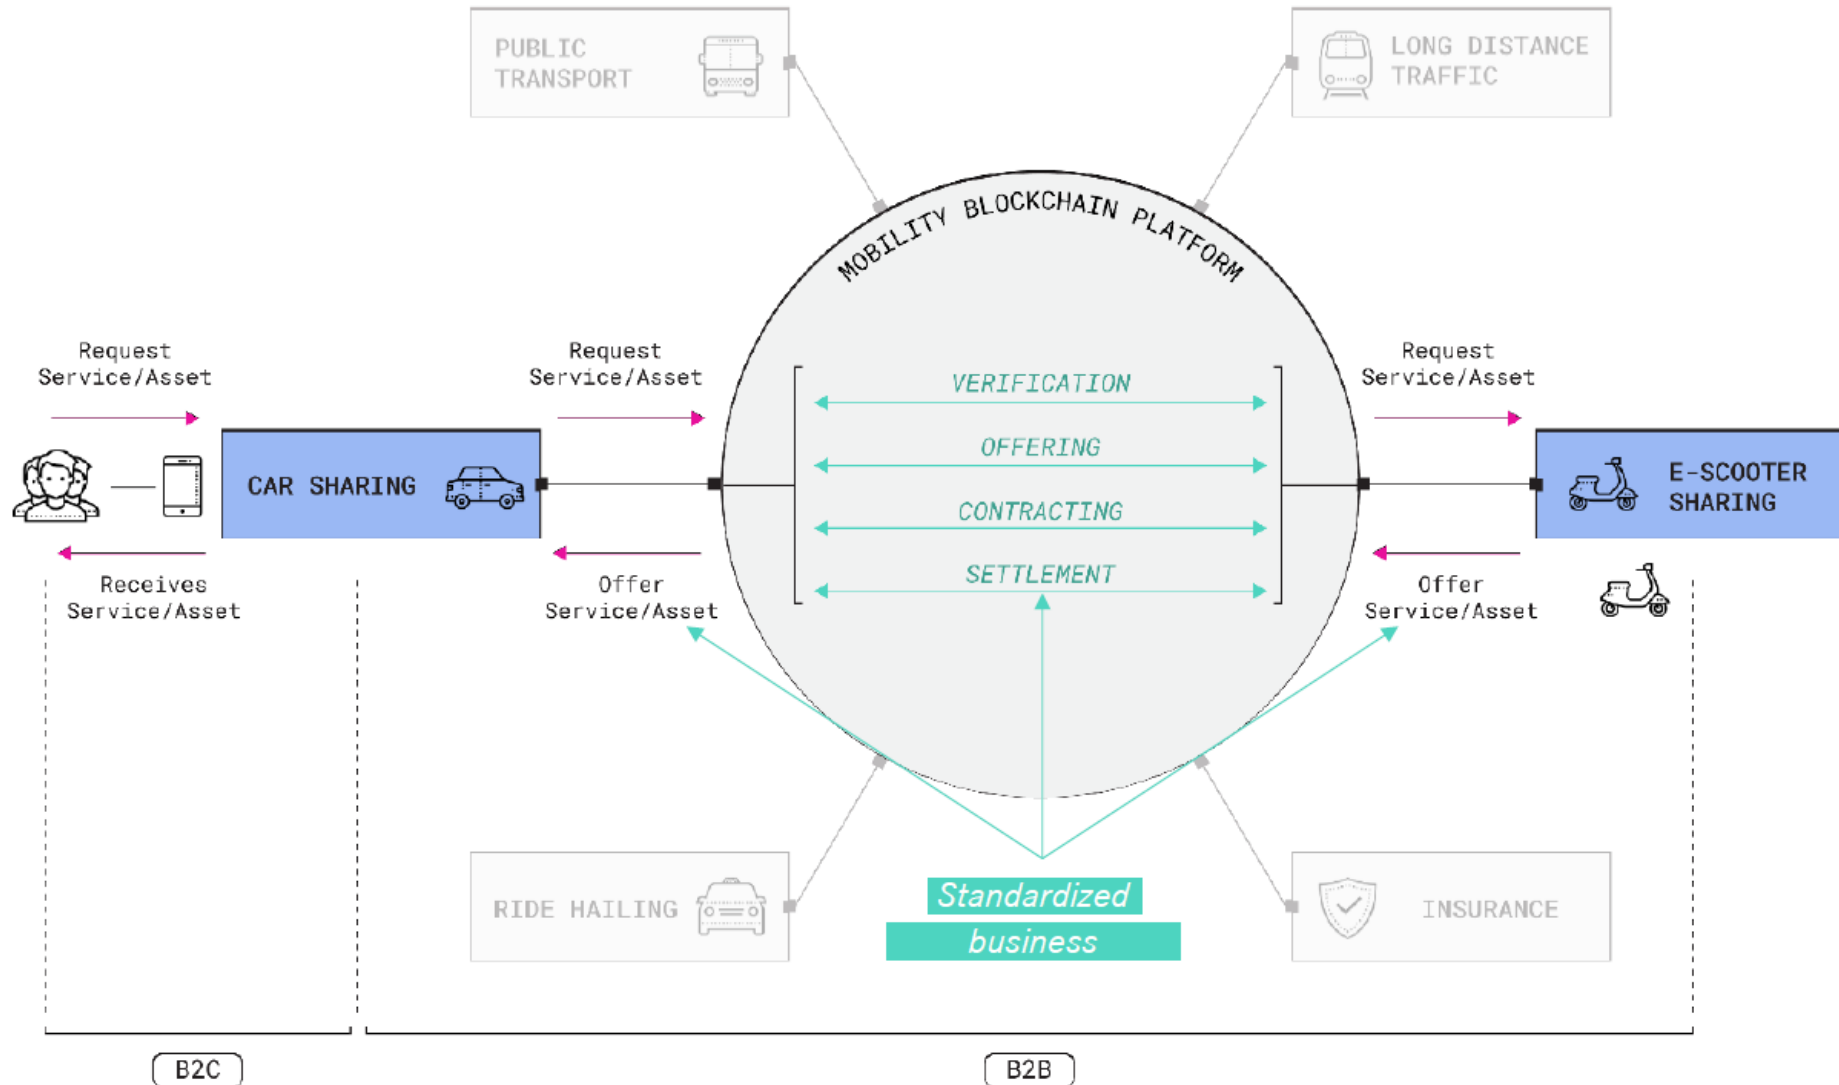 PUBLIC
TRANSPORT
LONG DISTANCE
TRAFFIC
MOBILITY BLOCKCHAIN PLATFORM
Request
Service/Asset
Request
Service/Asset
Request
Service/Asset
VERIFICATION
OFFERING
CONTRACTING
SETTLEMENT
CAR SHARING
E-SCOOTER
SHARING
Receives
Service/Asset
Offer
Service/Asset
Offer
Service/Asset
RIDE HAILING
Standardized
business
INSURANCE
B2C
B2B